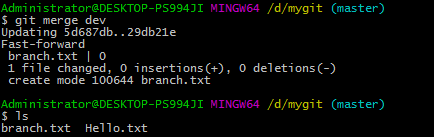 Administrator@DESKTOP-PS994JI MINGW64 /d/mygit (master)
$ git merge dev
Updating 5d687db..29db21e
Fast-forward
 branch.txt | 0
 1 file changed, 0 insertions(+), 0 deletions(-)
 create mode 100644 branch.txt
Administrator@DESKTOP-PS994JI MINGW64 /d/mygit (master)
$ ls
branch.txt  Hello.txt